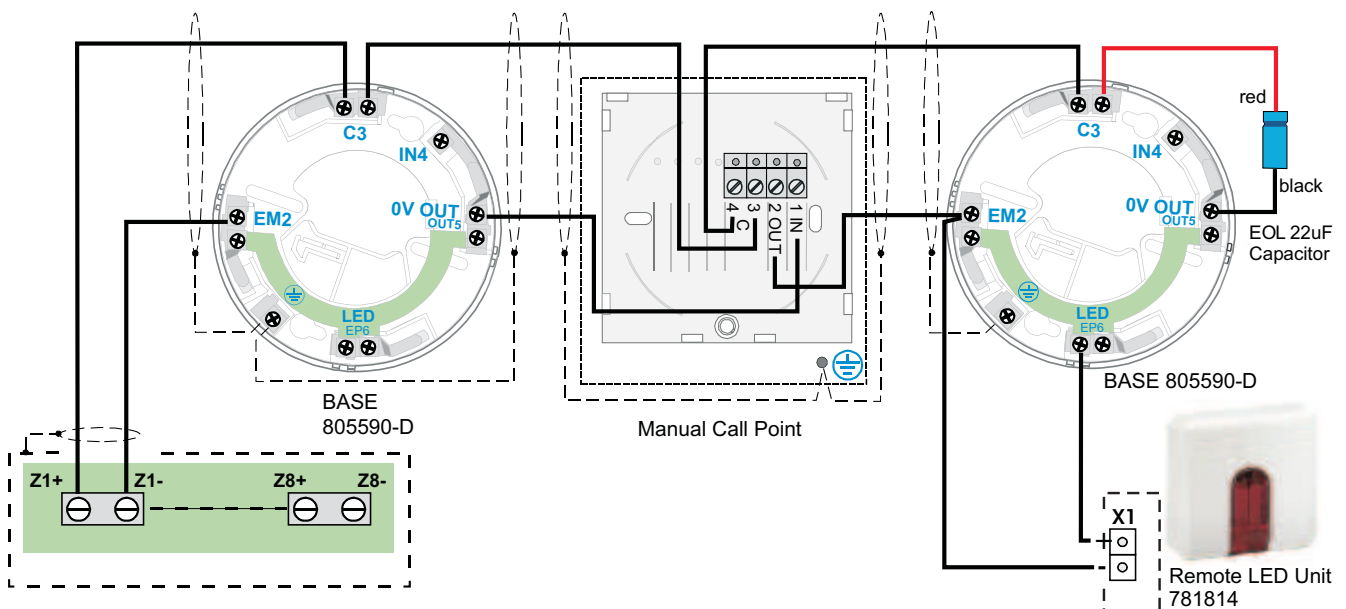 C3
IN4
EM2
0V OUT
OUT5
LED
EP6
BASE
805590-D
4
3
2
1
C
OUT
IN
Manual Call Point
C3
IN4
EM2
0V OUT
OUT5
LED
EP6
BASE 805590-D
red
black
EOL 22uF
Capacitor
Z1+
Z1-
Z8+
Z8-
X1
+
-
Remote LED Unit
781814